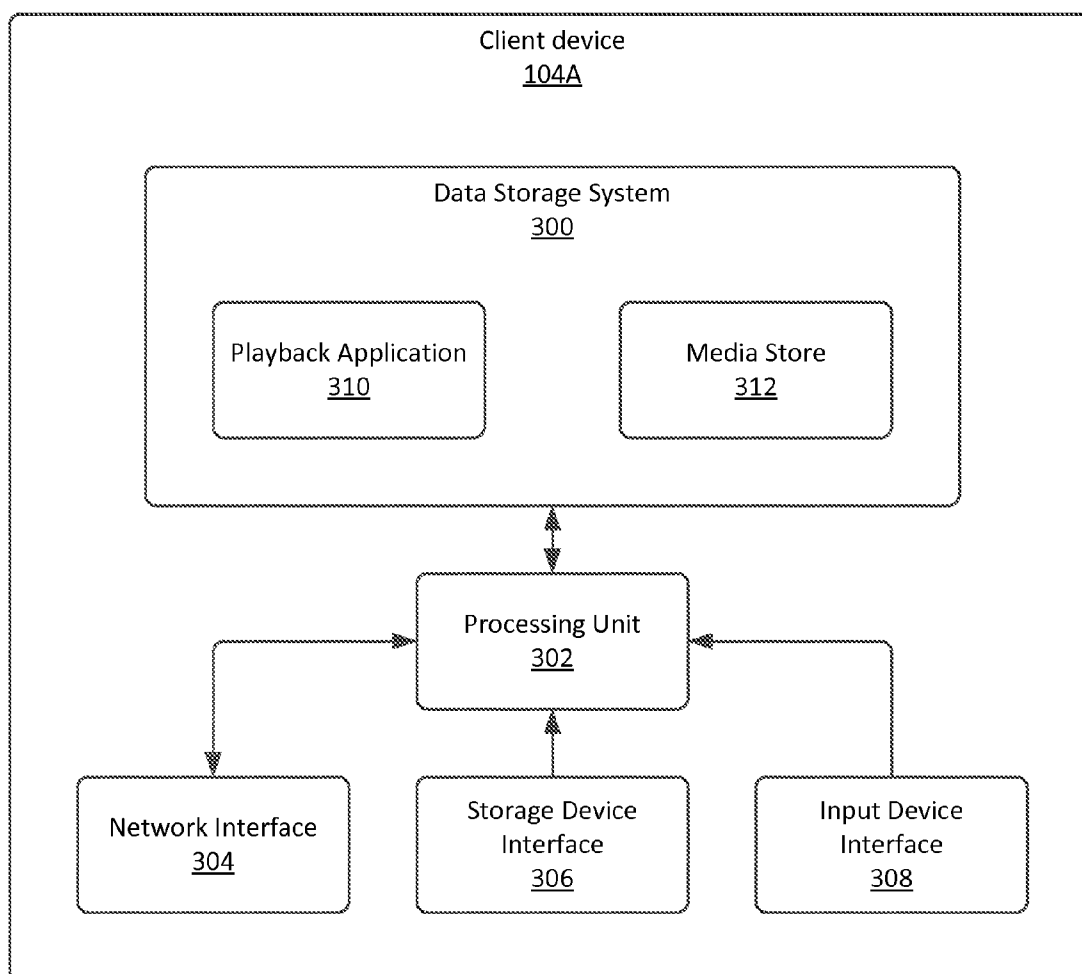 Client device
104A
Data Storage System
300
Playback Application
310
Media Store
312
Processing Unit
302
Network Interface
304
Storage Device
Interface
306
Input Device
Interface
308